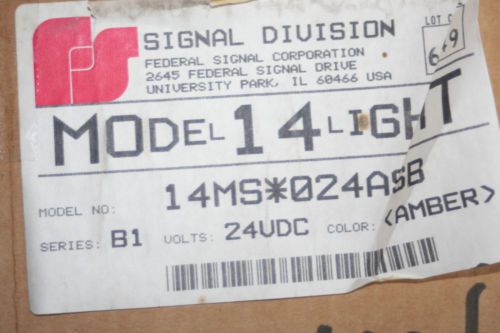 SIGNAL DIVISION
FEDERAL SIGNAL CORPORATION
2645 FEDERAL SIGNAL DRIVE
UNIVERSITY PARK, IL 60466 USA
LOT C
6+9
MODEL 14 LIGHT
MODEL NO: 14MS*024ASB
SERIES: B1 VOLTS: 24VDC COLOR: <AMBER>